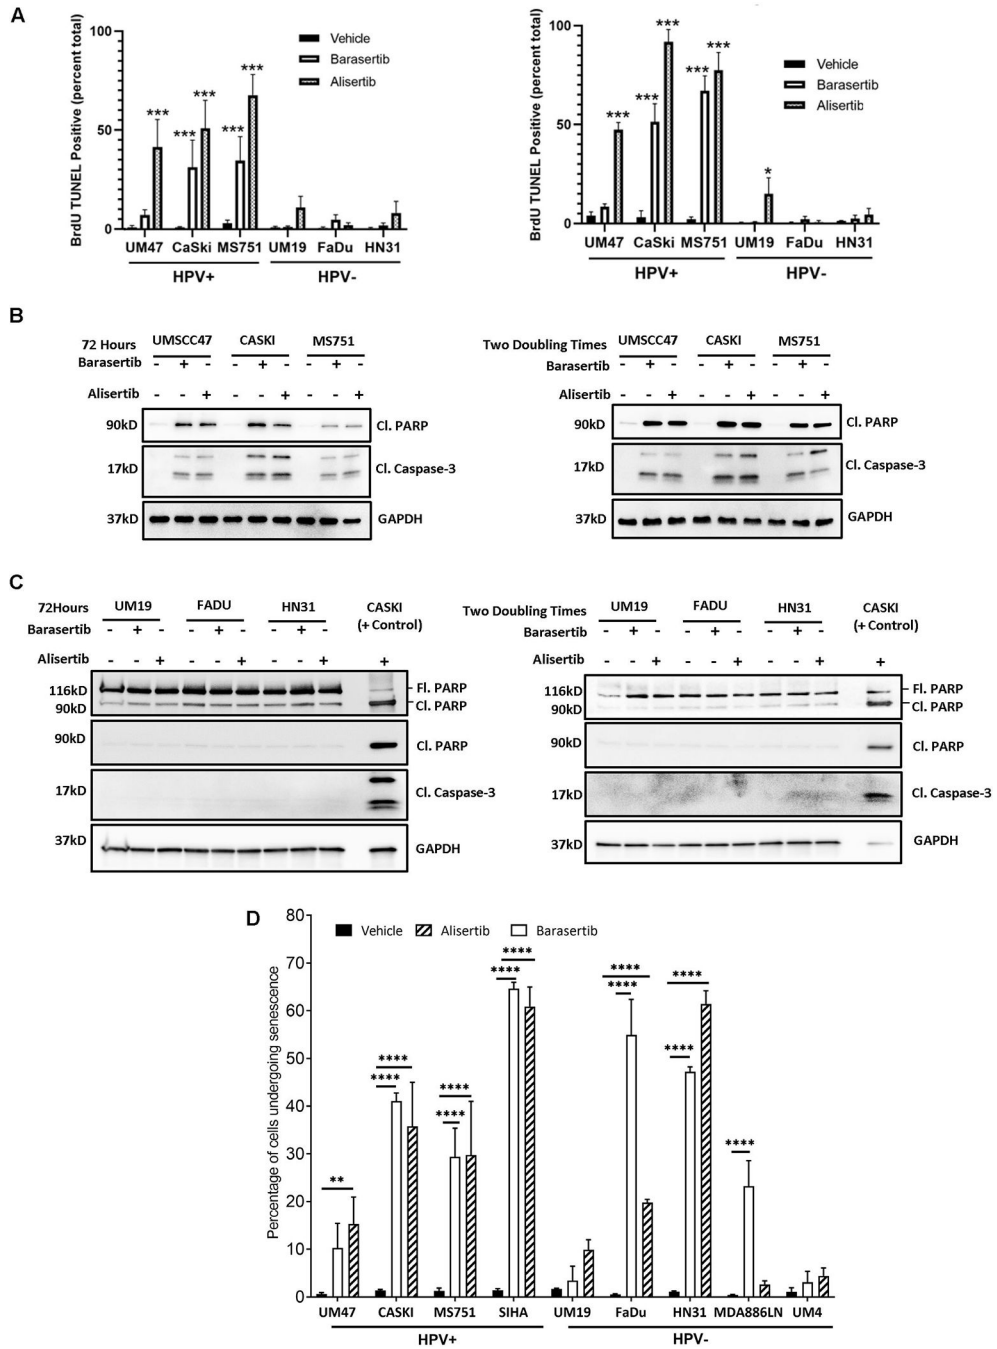 A
BrdU TUNEL Positive (percent total)
100
50
0
Vehicle
Barasertib
Alisertib
*** *** *** *** ***
UM47 CaSki MS751 UM19 FaDu HN31
HPV+ HPV-
BrdU TUNEL Positive (percent total)
100
50
0
Vehicle
Barasertib
Alisertib
*** *** *** *** *** *
UM47 CaSki MS751 UM19 FaDu HN31
HPV+ HPV-
B
72 Hours UMSCC47 CASKI MS751
Barasertib - + - - + - - + -
Alisertib - - + - - + - - +
90kD Cl. PARP
17kD Cl. Caspase-3
37kD GAPDH
Two Doubling Times UMSCC47 CASKI MS751
Barasertib - + - - + - - + -
Alisertib - - + - - + - - +
90kD Cl. PARP
17kD Cl. Caspase-3
37kD GAPDH
C
72Hours UM19 FADU HN31 CASKI
Barasertib - + - - + - - + - (+ Control)
Alisertib - - + - - + - - + +
116kD Fl. PARP
90kD Cl. PARP
90kD Cl. PARP
17kD Cl. Caspase-3
37kD GAPDH
Two Doubling Times UM19 FADU HN31 CASKI
Barasertib - + - - + - - + - (+ Control)
Alisertib - - + - - + - - + +
116kD Fl. PARP
90kD Cl. PARP
90kD Cl. PARP
17kD Cl. Caspase-3
37kD GAPDH
D
Percentage of cells undergoing senescence
80
70
60
50
40
30
20
10
0
Vehicle Alisertib Barasertib
** **** **** **** **** **** **** **** **** **** **** ****
UM47 CASKI MS751 SIHA UM19 FaDu HN31 MDA886LN UM4
HPV+ HPV-